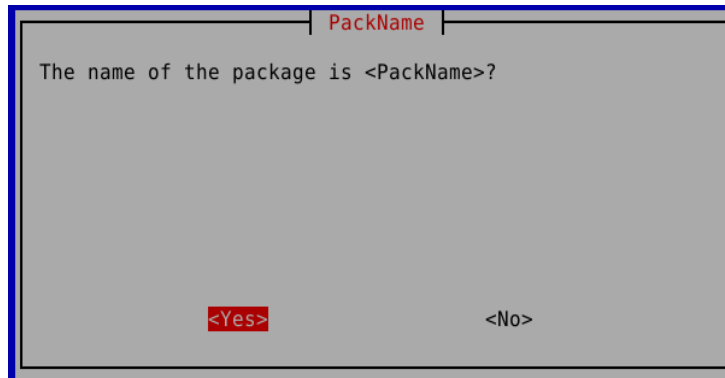 PackName
The name of the package is <PackName>?
<Yes> <No>